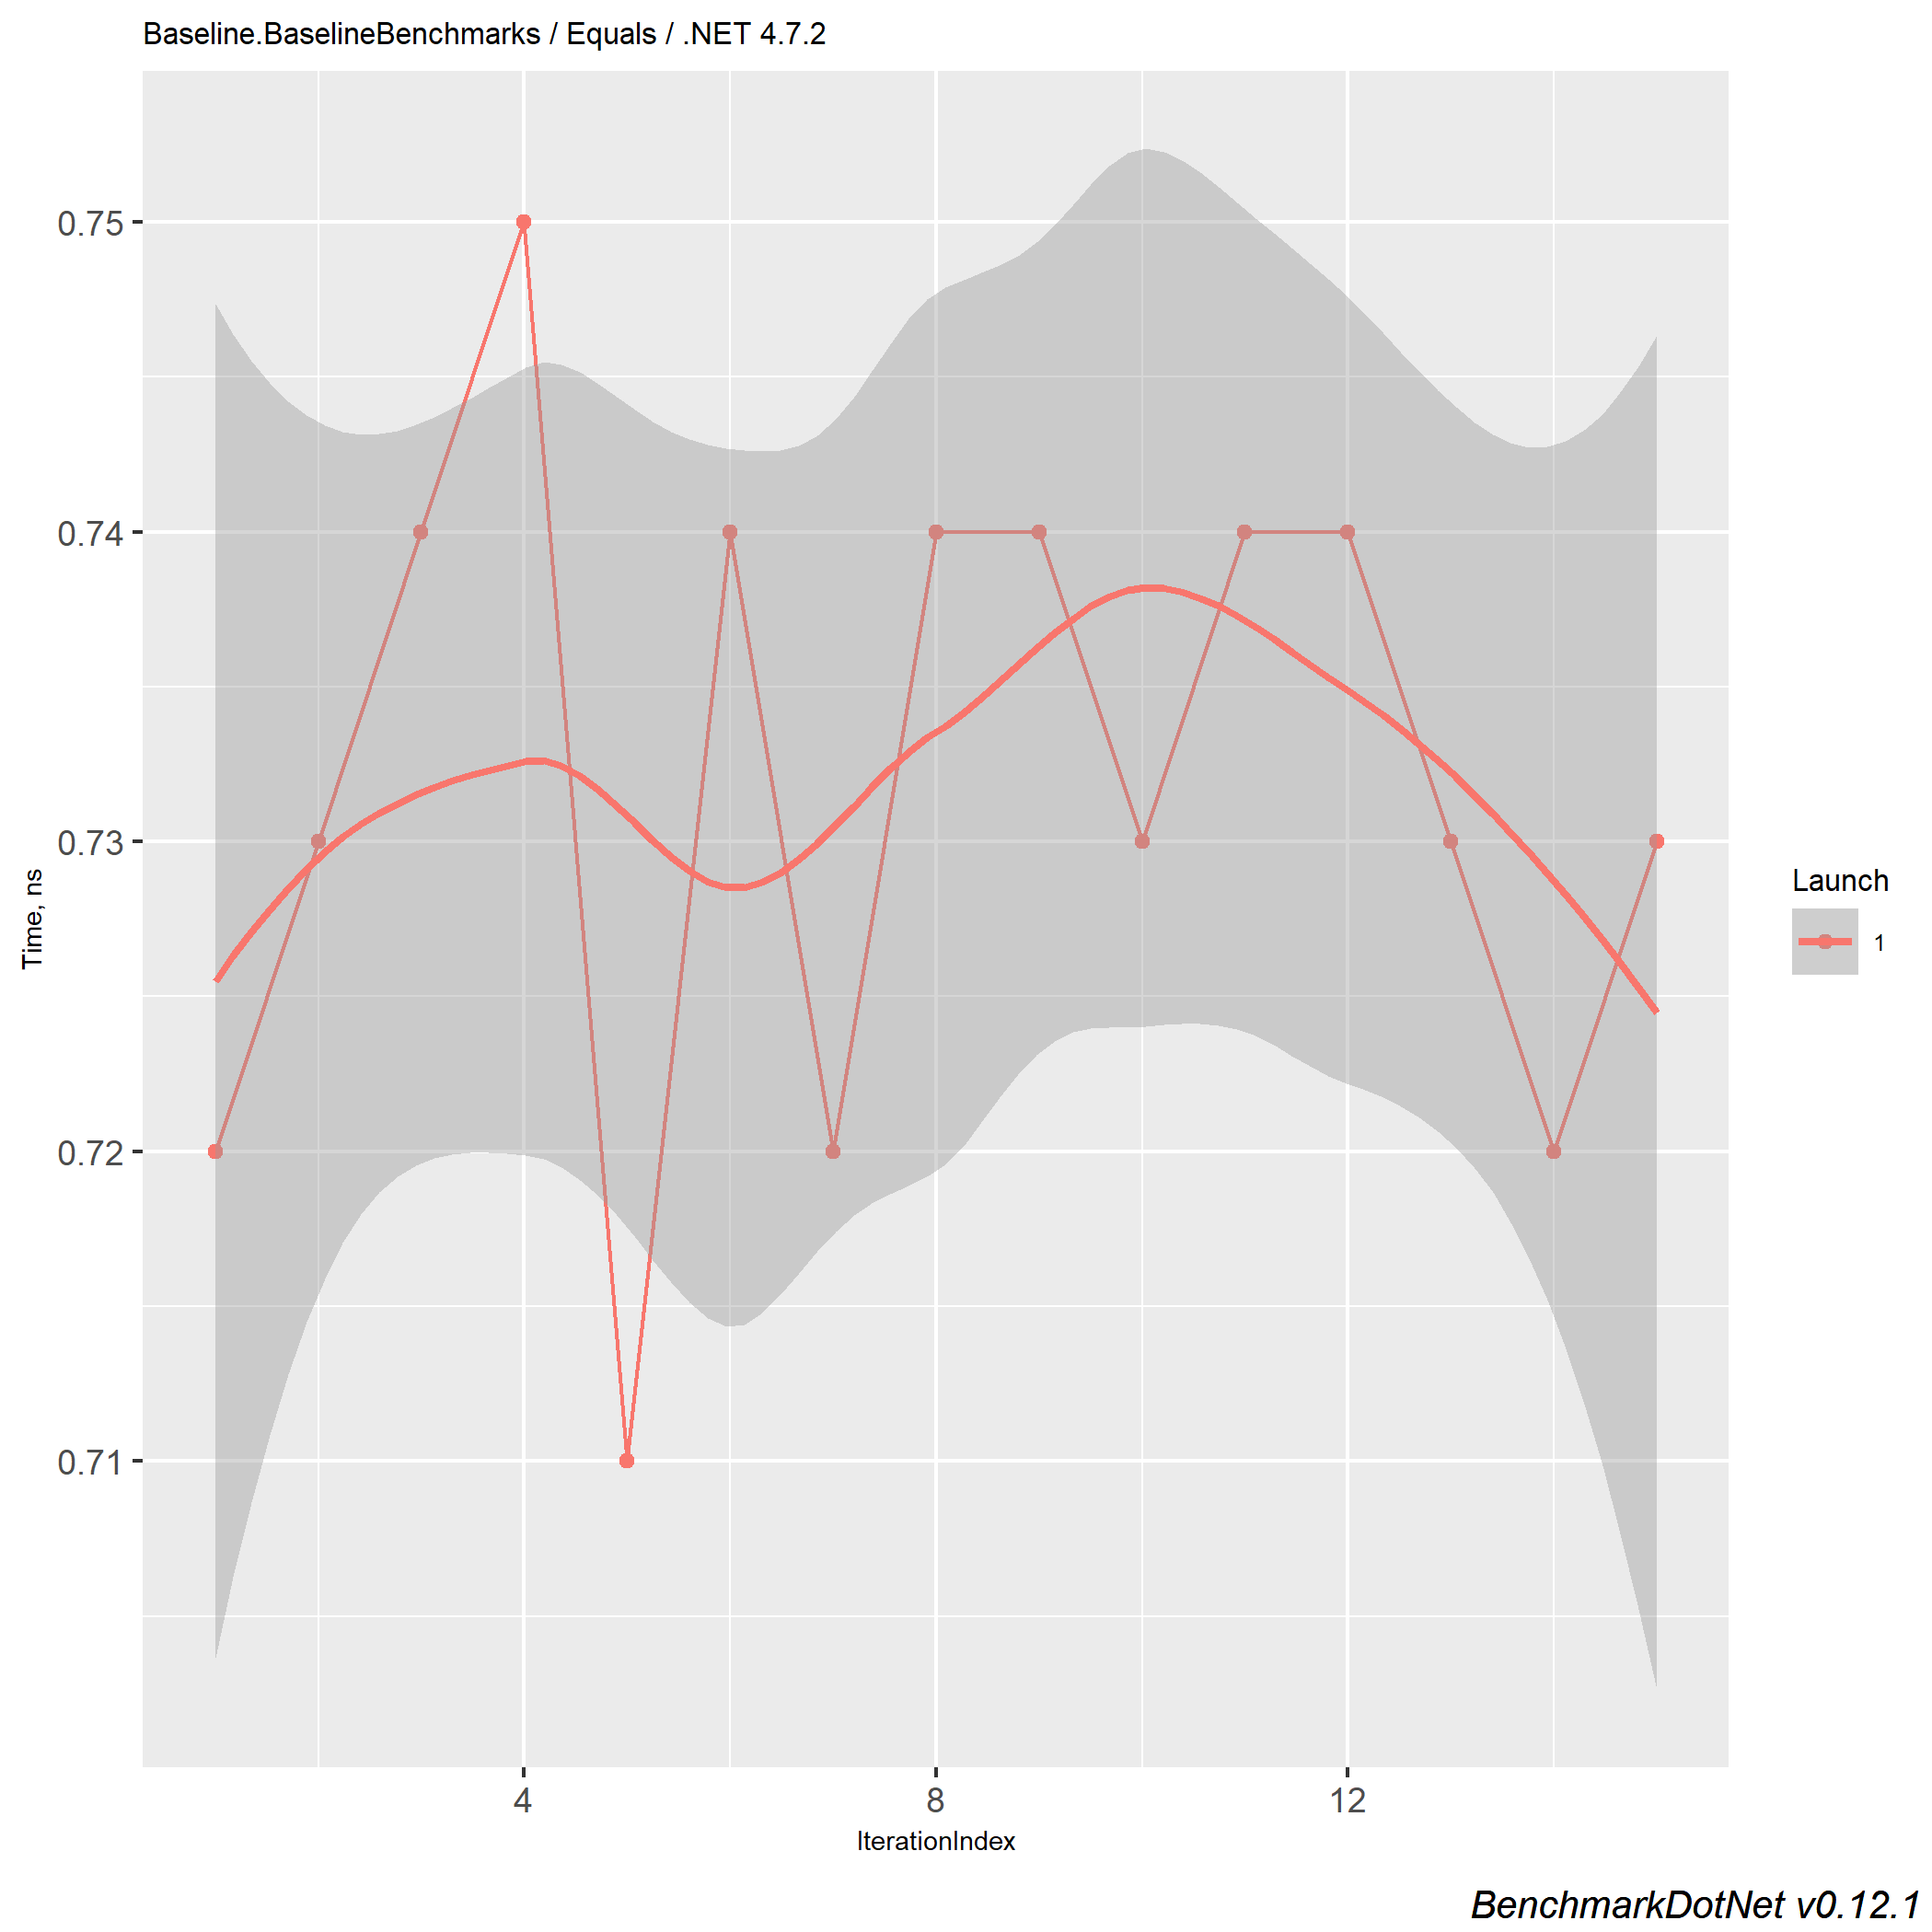 Baseline.BaselineBenchmarks / Equals / .NET 4.7.2
0.75
0.74
0.73
0.72
0.71
Time, ns
4 8 12
IterationIndex
Launch
1
BenchmarkDotNet v0.12.1